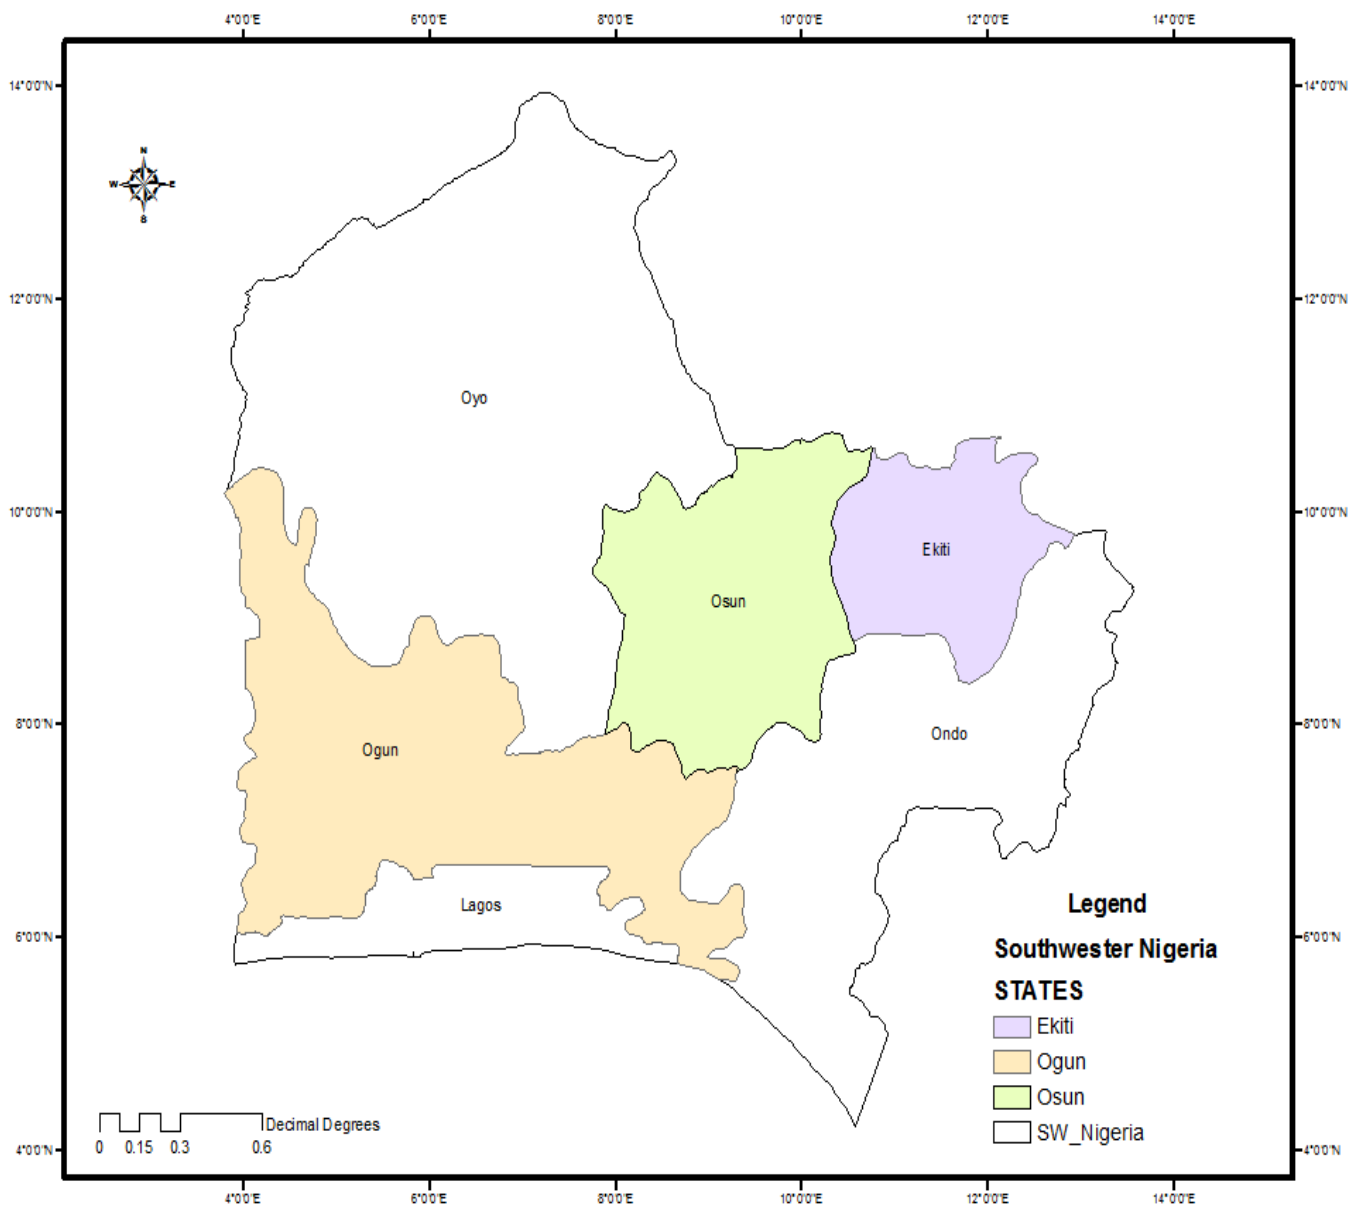 4°0'0"E 6°0'0"E 8°0'0"E 10°0'0"E 12°0'0"E 14°0'0"E
14°0'0"N 14°0'0"N
N
W E
S
12°0'0"N 12°0'0"N
Oyo
10°0'0"N 10°0'0"N
Ekiti
Osun
8°0'0"N 8°0'0"N
Ondo
Ogun
Lagos
Legend
6°0'0"N 6°0'0"N
Southwester Nigeria
STATES
Ekiti
Ogun
Osun
SW_Nigeria
Decimal Degrees
0 0.15 0.3 0.6
4°0'0"N 4°0'0"N
4°0'0"E 6°0'0"E 8°0'0"E 10°0'0"E 12°0'0"E 14°0'0"E